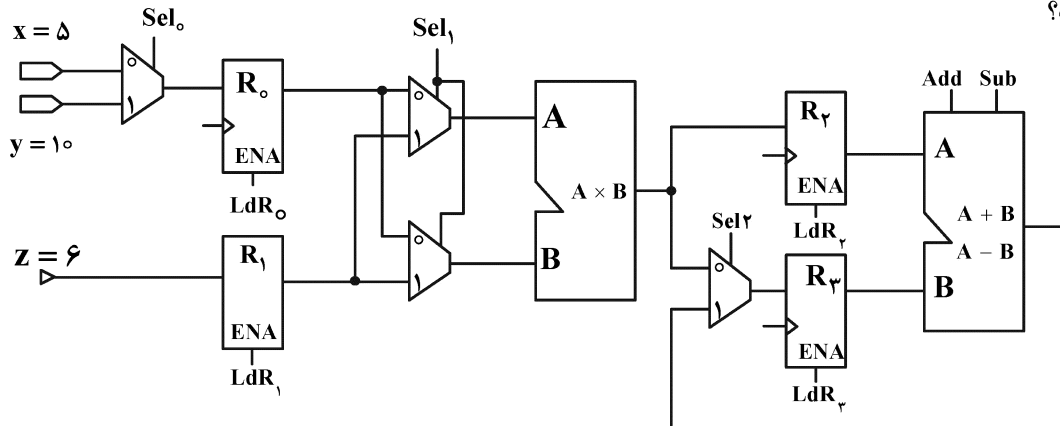 ؟
x = ۵
y = ۱۰
z = ۶
Sel۰
۰
۱
R۰
ENA
LdR۰
R۱
ENA
LdR۱
Sel۱
۰
۱
۰
۱
A
B
A × B
Sel۲
۰
۱
R۲
ENA
LdR۲
R۳
ENA
LdR۳
Add Sub
A
B
A + B
A − B